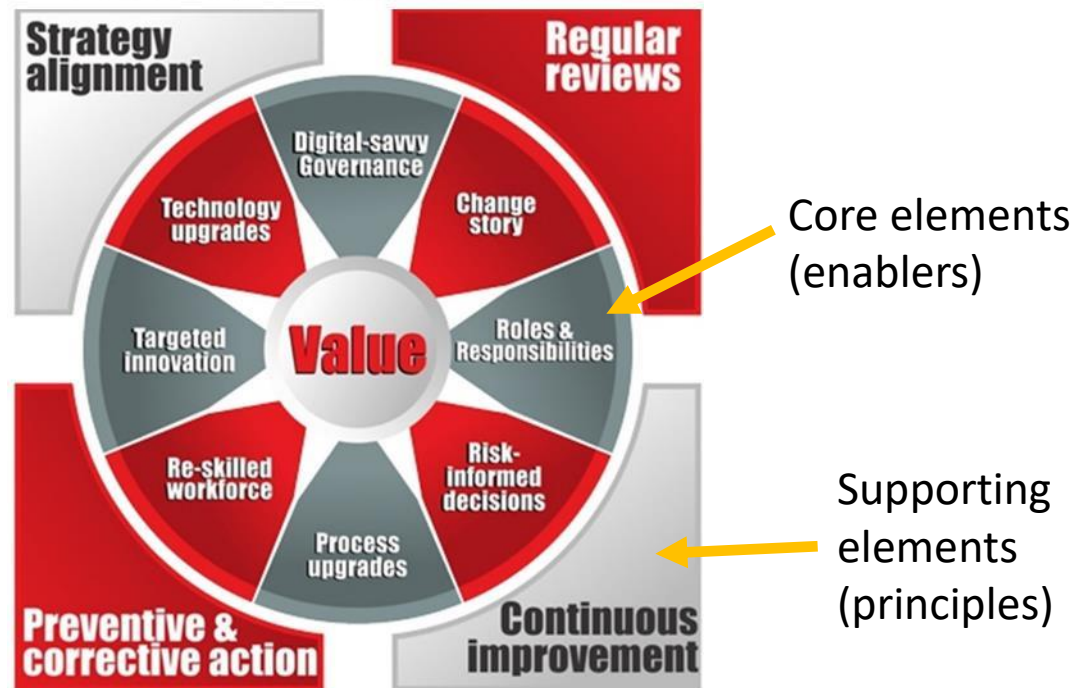 Strategy
alignment
Regular
reviews
Digital-savvy
Governance
Technology
upgrades
Change
story
Core elements
(enablers)
Targeted
innovation
Value
Roles &
Responsibilities
Re-skilled
workforce
Risk-
informed
decisions
Process
upgrades
Supporting
elements
(principles)
Preventive &
corrective action
Continuous
improvement